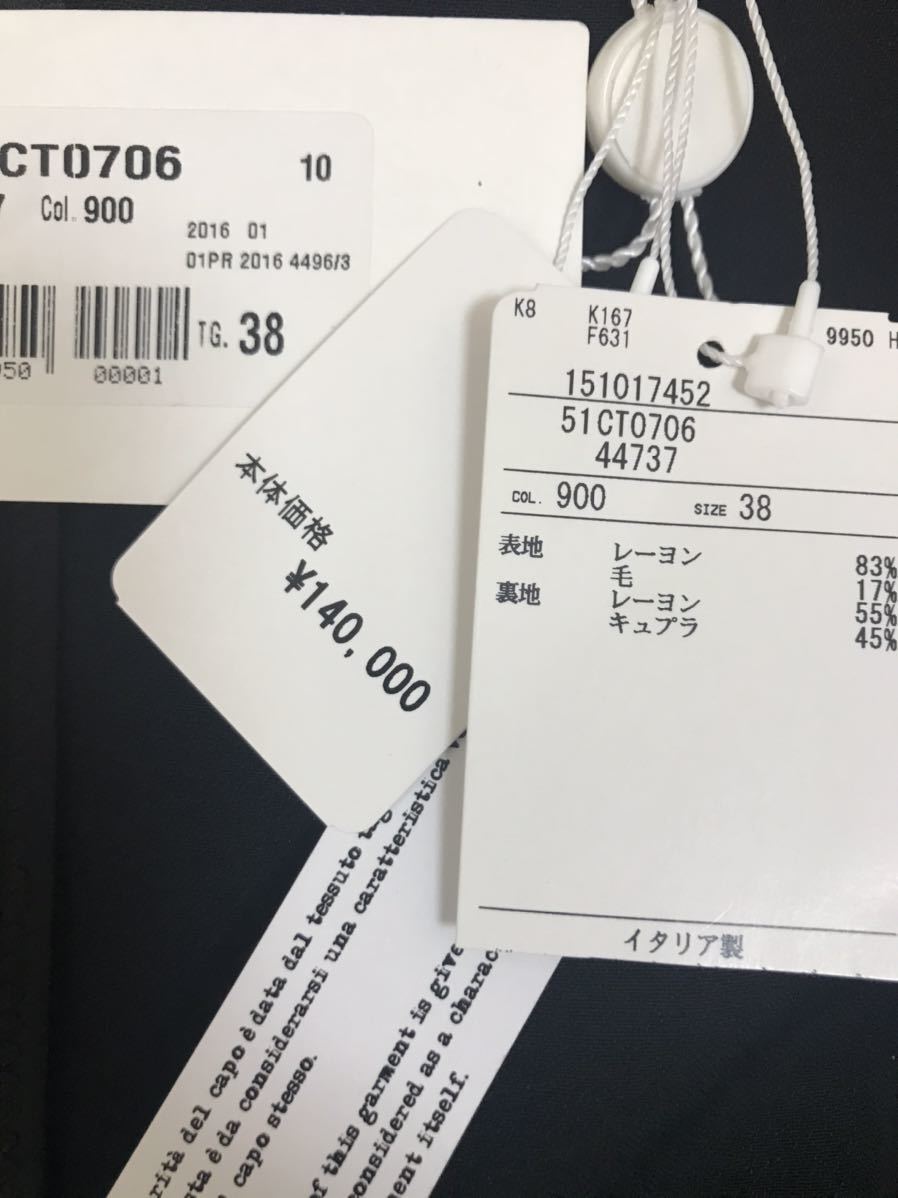 CT0706
10
Col. 900
2016 01
01PR 2016 4496/3
TG. 38
50
00001
本体価格
¥140,000
K8
K167
F631
9950 H
151017452
51CT0706
44737
COL. 900
SIZE 38
表地 レーヨン 83%
毛 17%
裏地 レーヨン 55%
キュプラ 45%
イタリア製
rità del capo è data dal tessuto
ta è da considerarsi una caratteristica
capo stesso.
f this garment is give
considered as a charac
ent itself.